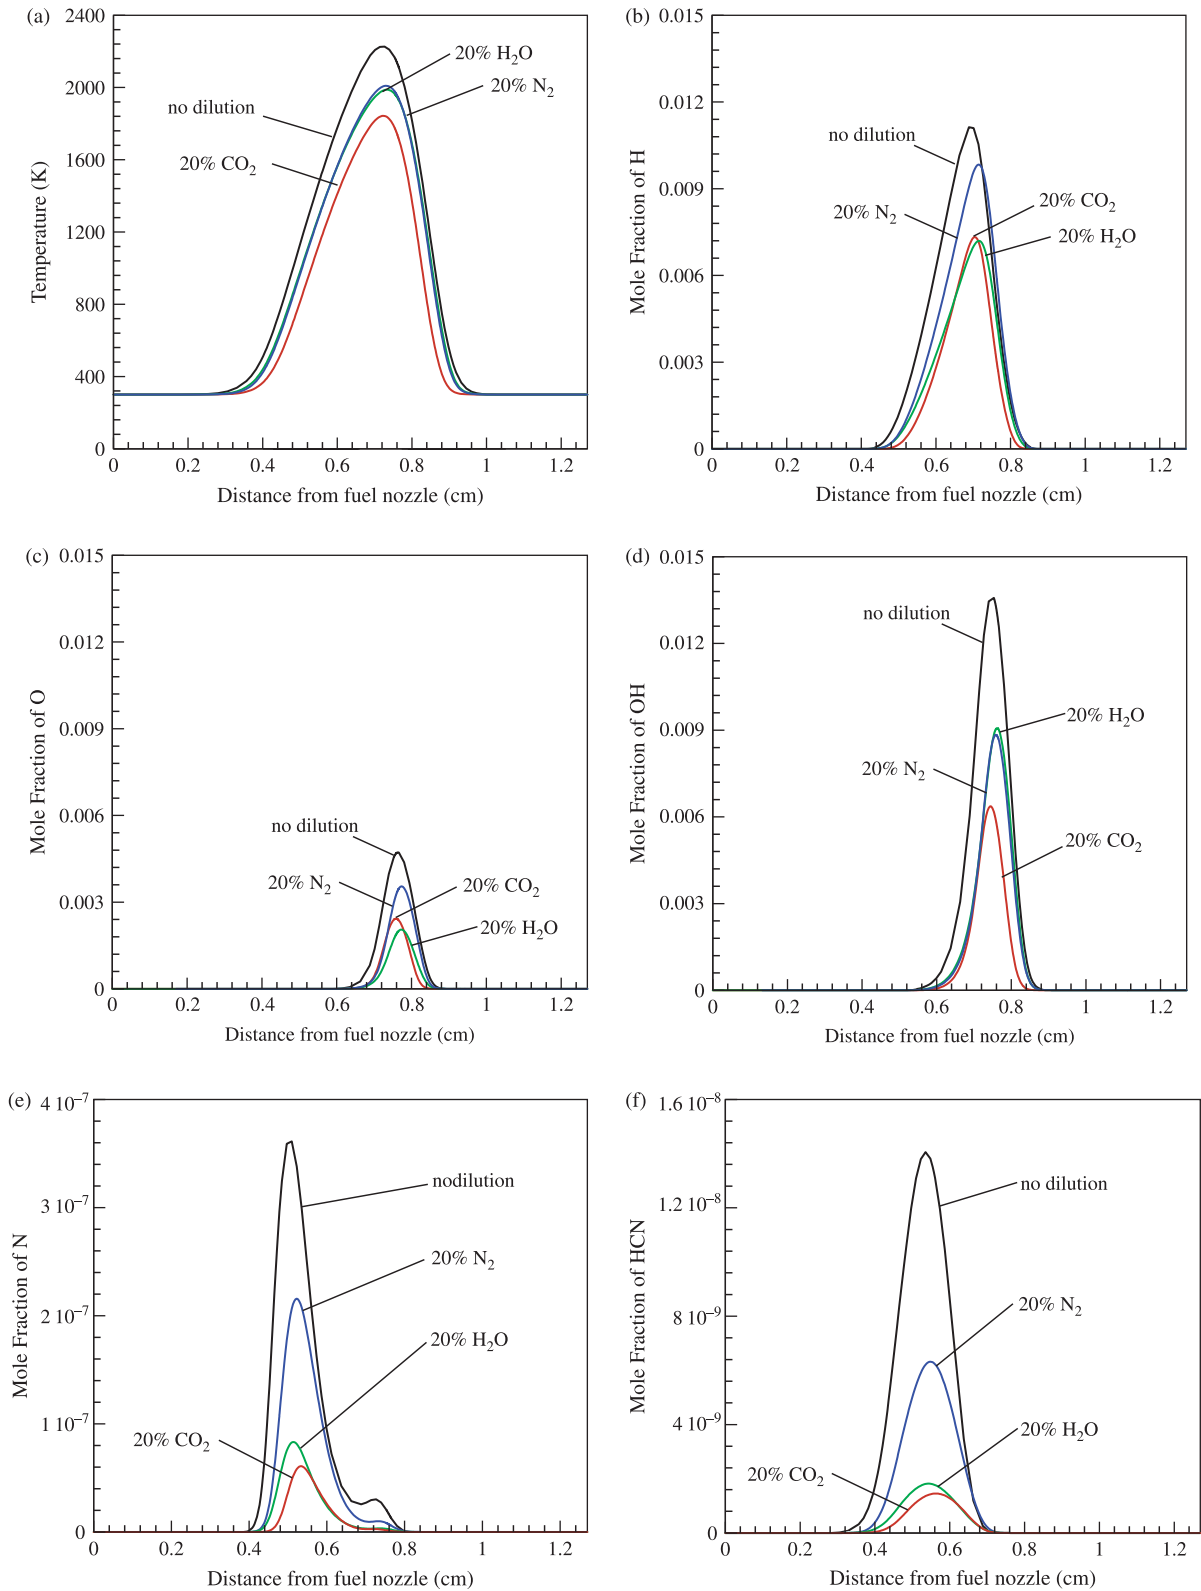 (a)
2400
2000
1600
1200
800
400
0
Temperature (K)
no dilution
20% H2O
20% N2
20% CO2
0 0.2 0.4 0.6 0.8 1 1.2
Distance from fuel nozzle (cm)
(b)
0.015
0.012
0.009
0.006
0.003
0
Mole Fraction of H
no dilution
20% N2
20% CO2
20% H2O
0 0.2 0.4 0.6 0.8 1 1.2
Distance from fuel nozzle (cm)
(c)
0.015
0.012
0.009
0.006
0.003
0
Mole Fraction of O
no dilution
20% N2
20% CO2
20% H2O
0 0.2 0.4 0.6 0.8 1 1.2
Distance from fuel nozzle (cm)
(d)
0.015
0.012
0.009
0.006
0.003
0
Mole Fraction of OH
no dilution
20% H2O
20% N2
20% CO2
0 0.2 0.4 0.6 0.8 1 1.2
Distance from fuel nozzle (cm)
(e)
4 10−7
3 10−7
2 10−7
1 10−7
0
Mole Fraction of N
nodilution
20% N2
20% H2O
20% CO2
0 0.2 0.4 0.6 0.8 1 1.2
Distance from fuel nozzle (cm)
(f)
1.6 10−8
1.2 10−8
8 10−9
4 10−9
0
Mole Fraction of HCN
no dilution
20% N2
20% H2O
20% CO2
0 0.2 0.4 0.6 0.8 1 1.2
Distance from fuel nozzle (cm)